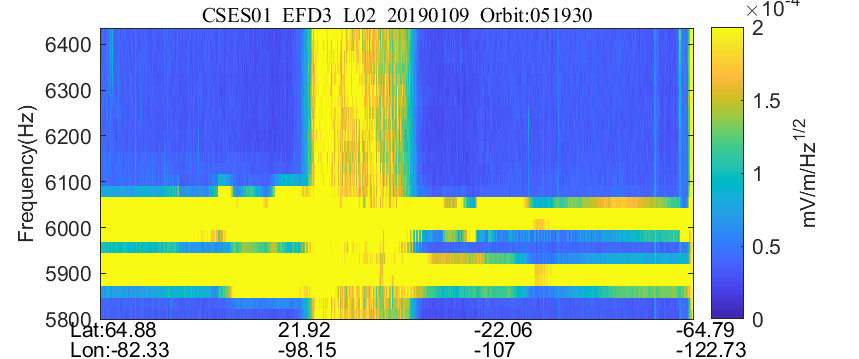 CSES01 EFD3 L02 20190109 Orbit:051930
×10⁻⁴
Frequency(Hz)
6400
6300
6200
6100
6000
5900
5800
2
1.5
1
0.5
0
mV/m/Hz^1/2
Lat:64.88 21.92 -22.06 -64.79
Lon:-82.33 -98.15 -107 -122.73